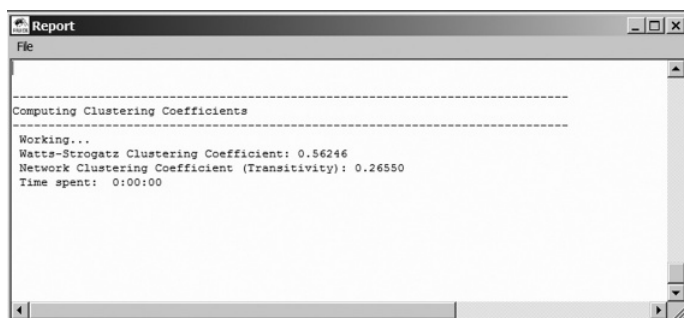 Report
File
--------------------------------------------------------------------------------
Computing Clustering Coefficients
--------------------------------------------------------------------------------
Working...
Watts-Strogatz Clustering Coefficient: 0.56246
Network Clustering Coefficient (Transitivity): 0.26550
Time spent:  0:00:00